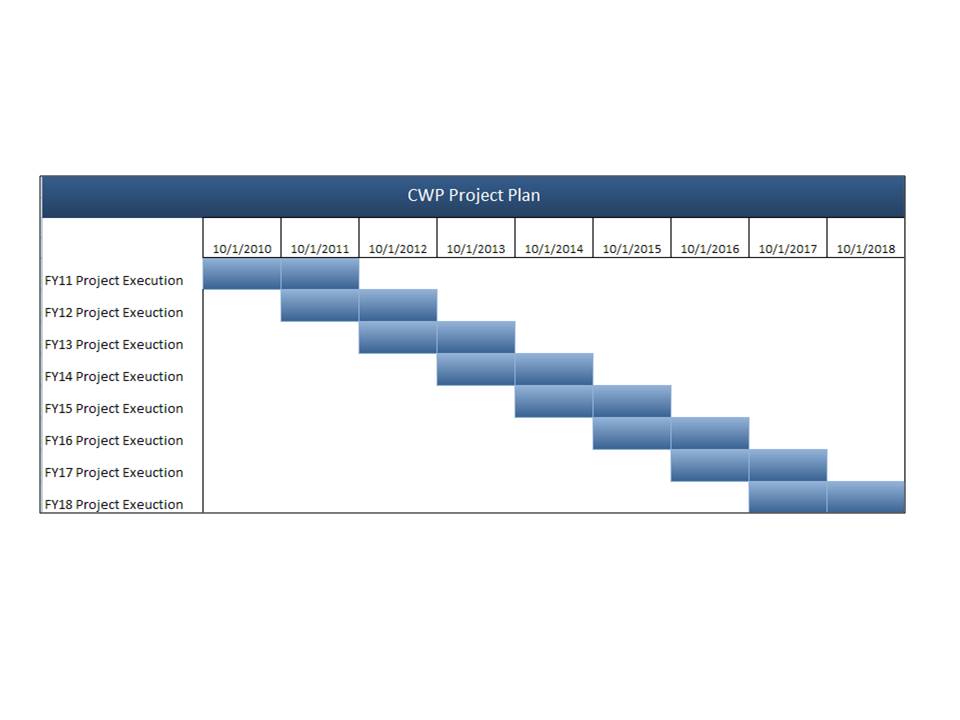 CWP Project Plan
10/1/2010 10/1/2011 10/1/2012 10/1/2013 10/1/2014 10/1/2015 10/1/2016 10/1/2017 10/1/2018
FY11 Project Execution
FY12 Project Exeuction
FY13 Project Exeuction
FY14 Project Exeuction
FY15 Project Exeuction
FY16 Project Exeuction
FY17 Project Exeuction
FY18 Project Exeuction